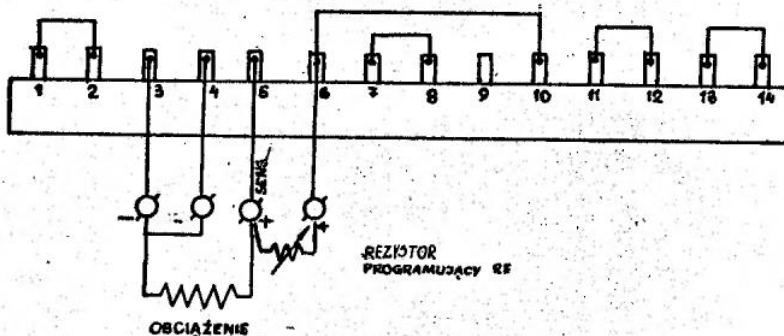 1 2 3 4 5 6 7 8 9 10 11 12 13 14
SENS
- - + +
REZYSTOR
PROGRAMUJĄCY RF
OBCIĄŻENIE